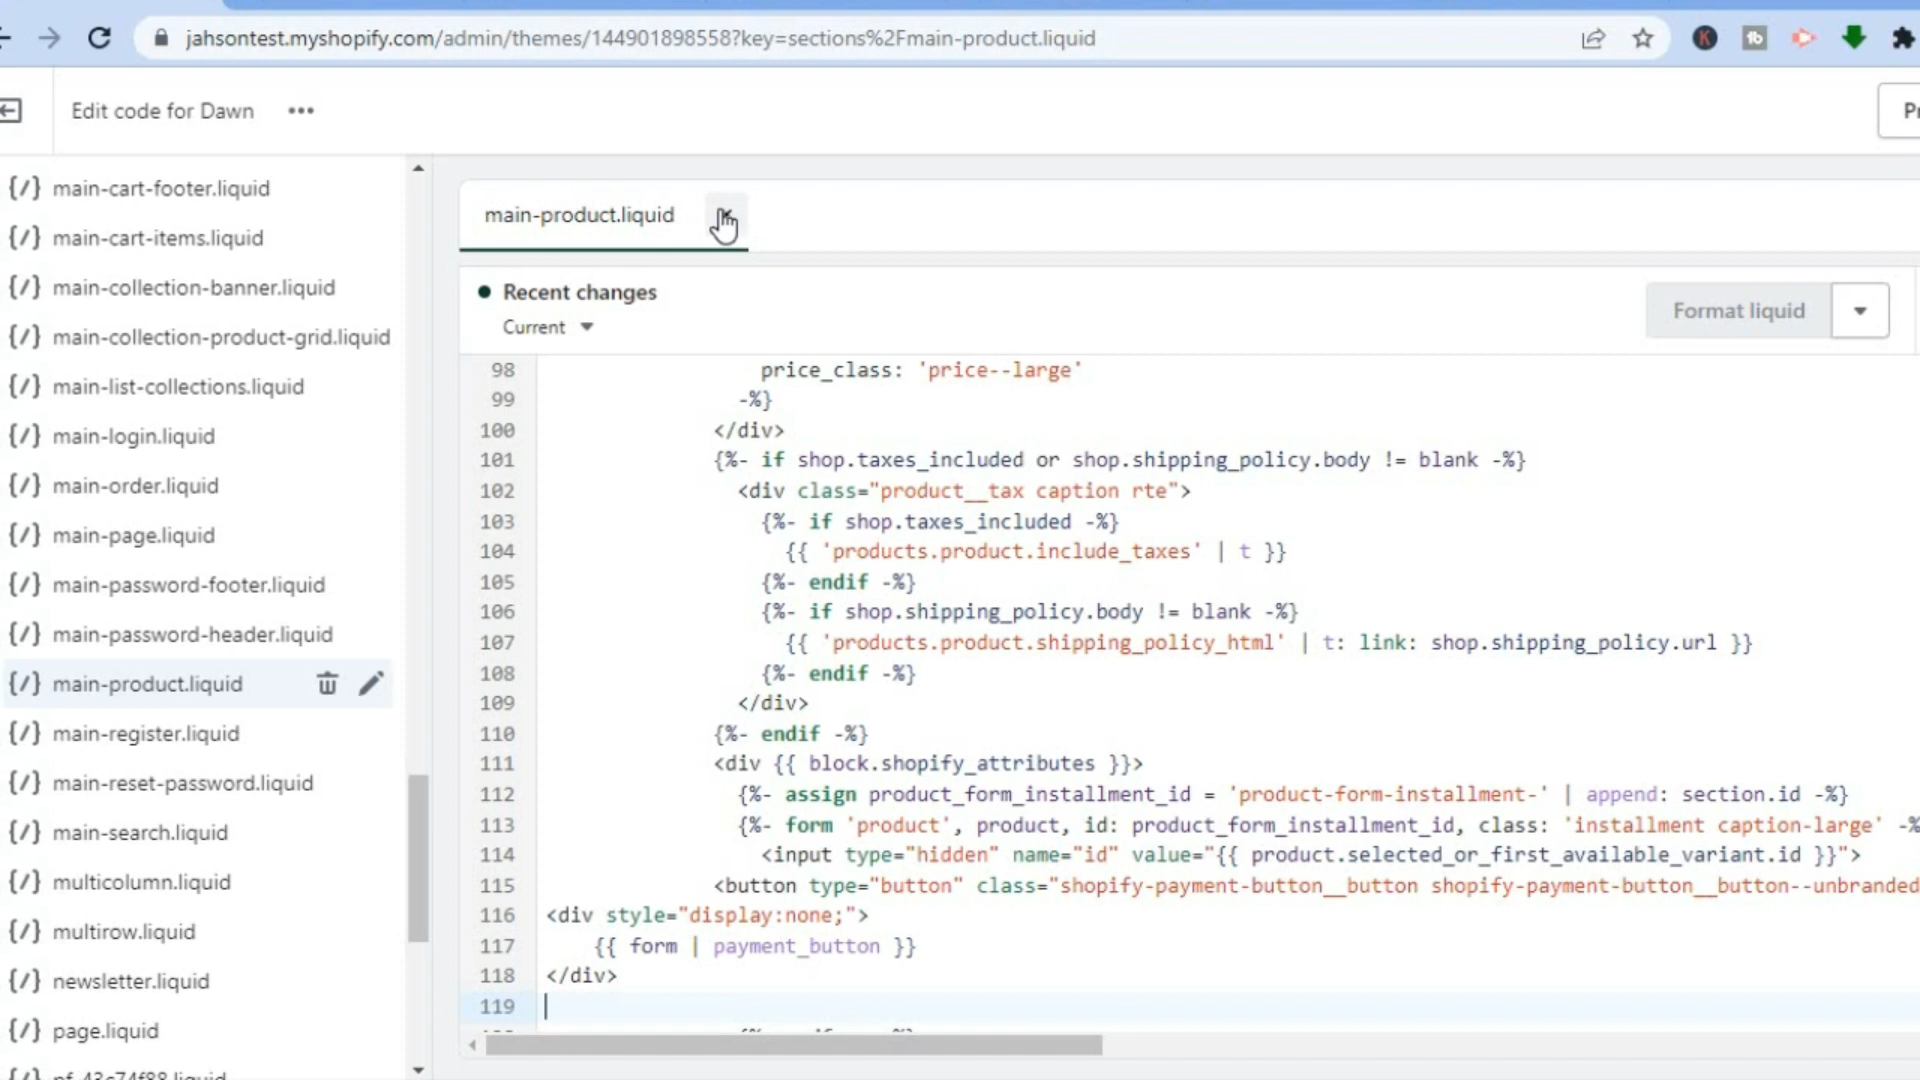 jahsontest.myshopify.com/admin/themes/144901898558?key=sections%2Fmain-product.liquid
Edit code for Dawn
{/} main-cart-footer.liquid
{/} main-cart-items.liquid
{/} main-collection-banner.liquid
{/} main-collection-product-grid.liquid
{/} main-list-collections.liquid
{/} main-login.liquid
{/} main-order.liquid
{/} main-page.liquid
{/} main-password-footer.liquid
{/} main-password-header.liquid
{/} main-product.liquid
{/} main-register.liquid
{/} main-reset-password.liquid
{/} main-search.liquid
{/} multicolumn.liquid
{/} multirow.liquid
{/} newsletter.liquid
{/} page.liquid
main-product.liquid
Recent changes
Current
Format liquid
98 price_class: 'price--large'
99 -%}
100 </div>
101 {%- if shop.taxes_included or shop.shipping_policy.body != blank -%}
102 <div class="product__tax caption rte">
103 {%- if shop.taxes_included -%}
104 {{ 'products.product.include_taxes' | t }}
105 {%- endif -%}
106 {%- if shop.shipping_policy.body != blank -%}
107 {{ 'products.product.shipping_policy_html' | t: link: shop.shipping_policy.url }}
108 {%- endif -%}
109 </div>
110 {%- endif -%}
111 <div {{ block.shopify_attributes }}>
112 {%- assign product_form_installment_id = 'product-form-installment-' | append: section.id -%}
113 {%- form 'product', product, id: product_form_installment_id, class: 'installment caption-large' -%
114 <input type="hidden" name="id" value="{{ product.selected_or_first_available_variant.id }}">
115 <button type="button" class="shopify-payment-button__button shopify-payment-button__button--unbranded
116 <div style="display:none;">
117 {{ form | payment_button }}
118 </div>
119